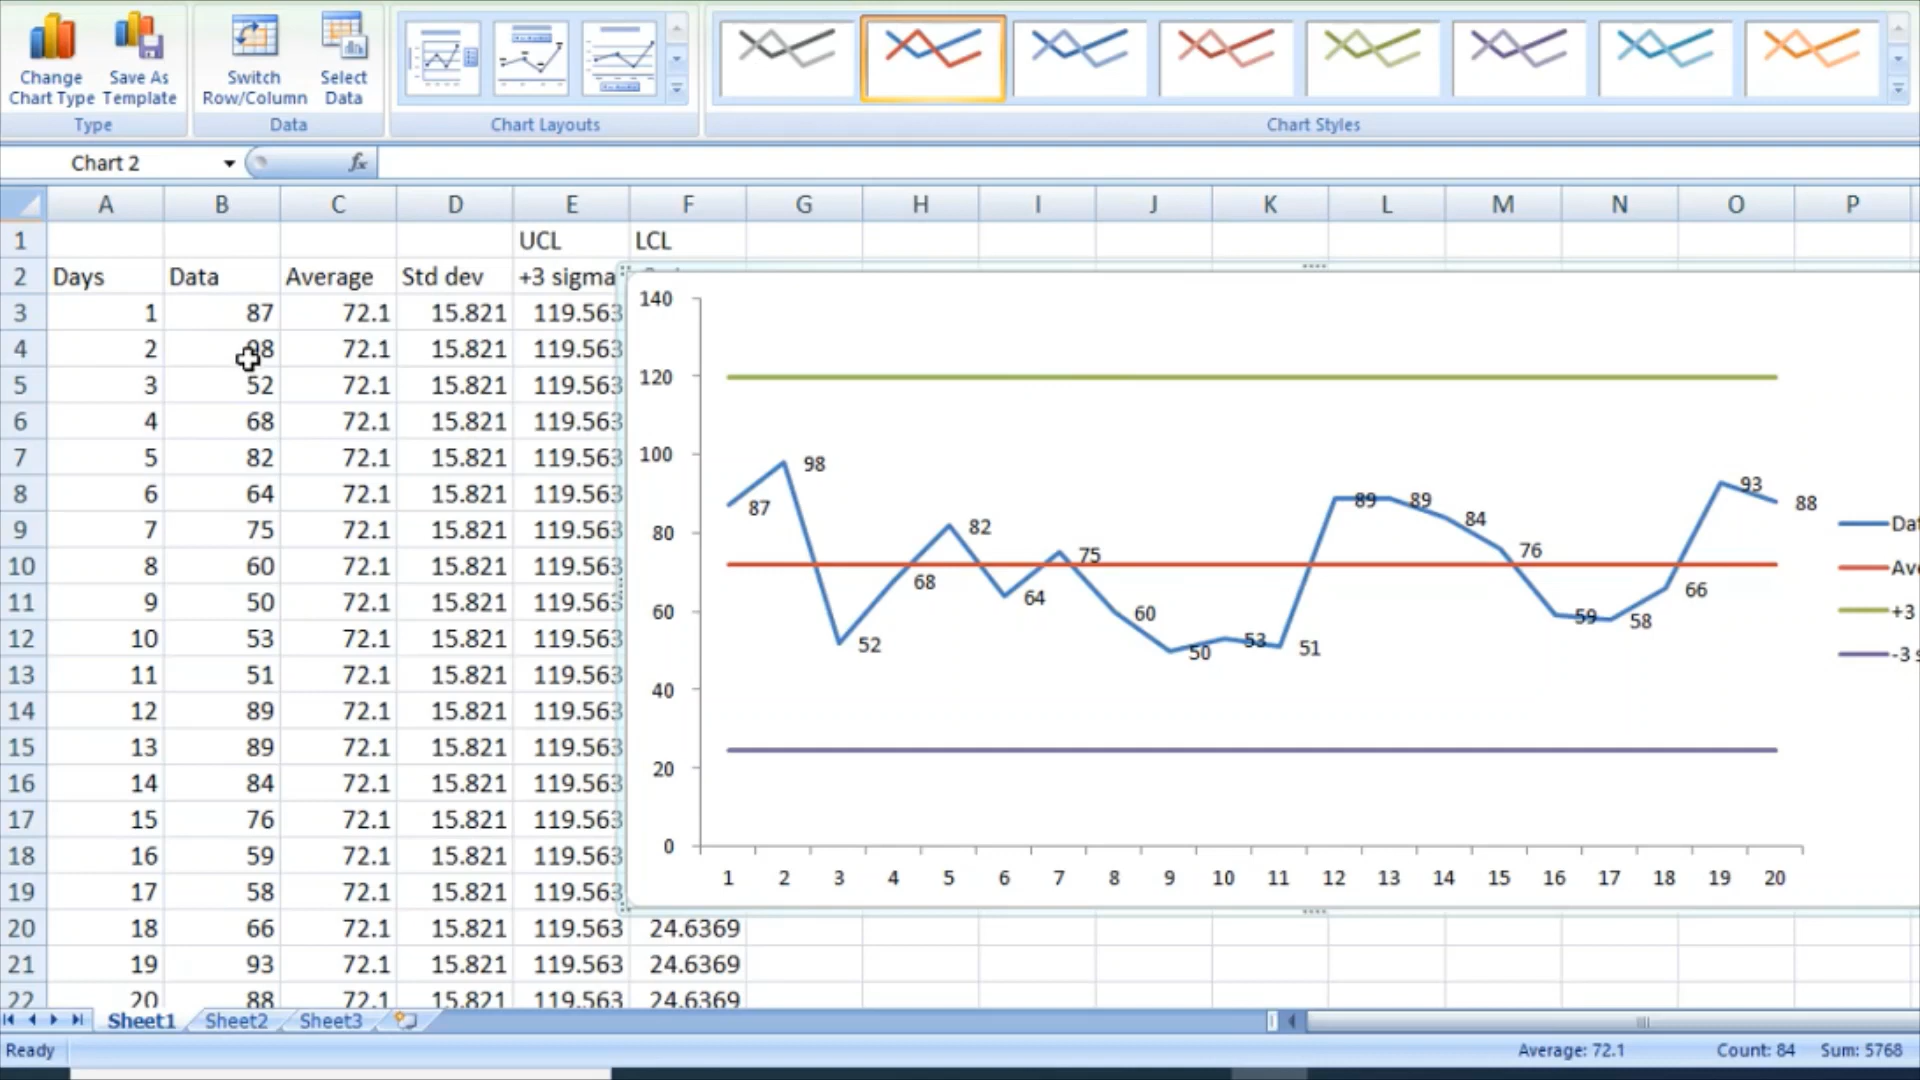 Change Chart Type
Save As Template
Switch Row/Column
Select Data
Type
Data
Chart Layouts
Chart Styles
Chart 2
fx
A B C D E F G H I J K L M N O P
1 UCL LCL
2 Days Data Average Std dev +3 sigma
3 1 87 72.1 15.821 119.563
4 2 98 72.1 15.821 119.563
5 3 52 72.1 15.821 119.563
6 4 68 72.1 15.821 119.563
7 5 82 72.1 15.821 119.563
8 6 64 72.1 15.821 119.563
9 7 75 72.1 15.821 119.563
10 8 60 72.1 15.821 119.563
11 9 50 72.1 15.821 119.563
12 10 53 72.1 15.821 119.563
13 11 51 72.1 15.821 119.563
14 12 89 72.1 15.821 119.563
15 13 89 72.1 15.821 119.563
16 14 84 72.1 15.821 119.563
17 15 76 72.1 15.821 119.563
18 16 59 72.1 15.821 119.563
19 17 58 72.1 15.821 119.563
20 18 66 72.1 15.821 119.563 24.6369
21 19 93 72.1 15.821 119.563 24.6369
22 20 88 72.1 15.821 119.563 24.6369
140
120
100
80
60
40
20
0
87 98 52 68 82 64 75 60 50 53 51 89 89 84 76 59 58 66 93 88
1 2 3 4 5 6 7 8 9 10 11 12 13 14 15 16 17 18 19 20
Dat
Ave
+3
-3 s
Sheet1 Sheet2 Sheet3
Ready
Average: 72.1 Count: 84 Sum: 5768